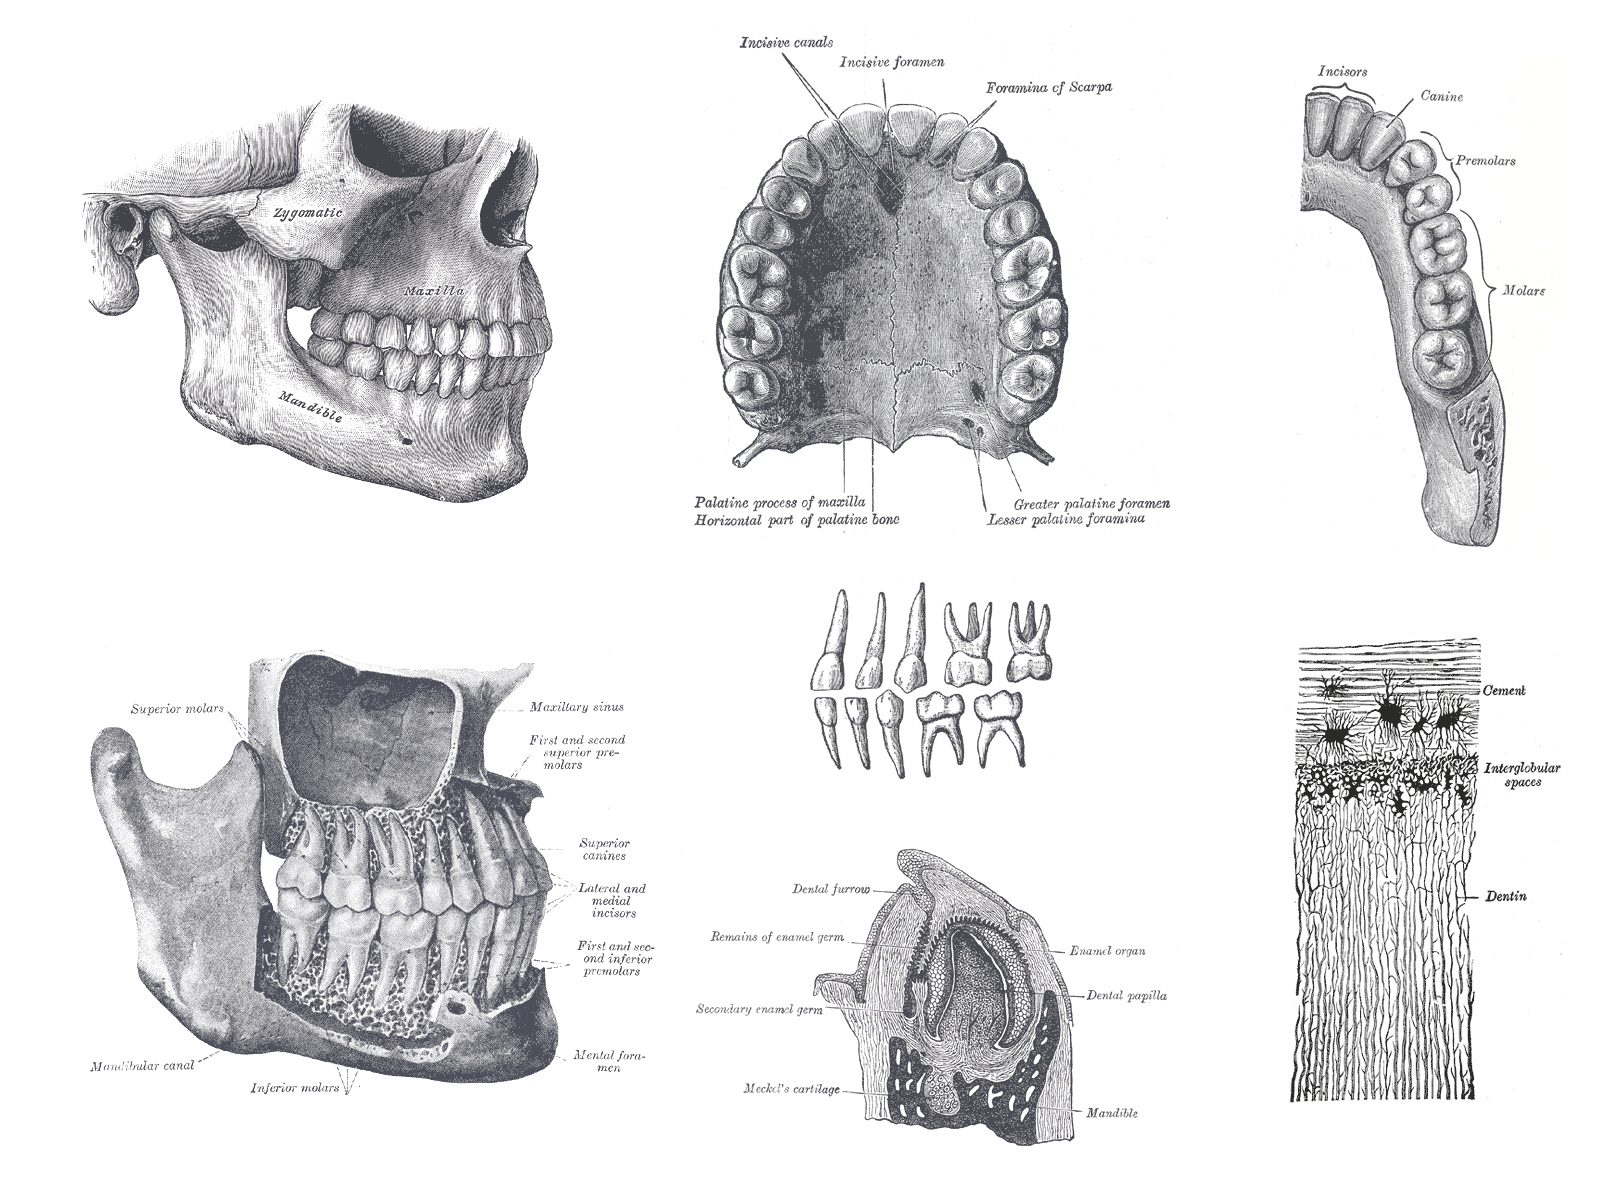 Zygomatic
Maxilla
Mandible
Incisive canals
Incisive foramen
Foramina of Scarpa
Palatine process of maxilla
Horizontal part of palatine bone
Greater palatine foramen
Lesser palatine foramina
Incisors
Canine
Premolars
Molars
Superior molars
Maxillary sinus
First and second
superior pre-
molars
Superior
canines
Lateral and
medial
incisors
First and sec-
ond inferior
premolars
Mental fora-
men
Mandibular canal
Inferior molars
Dental furrow
Remains of enamel germ
Secondary enamel germ
Meckel's cartilage
Enamel organ
Dental papilla
Mandible
Cement
Interglobular
spaces
Dentin